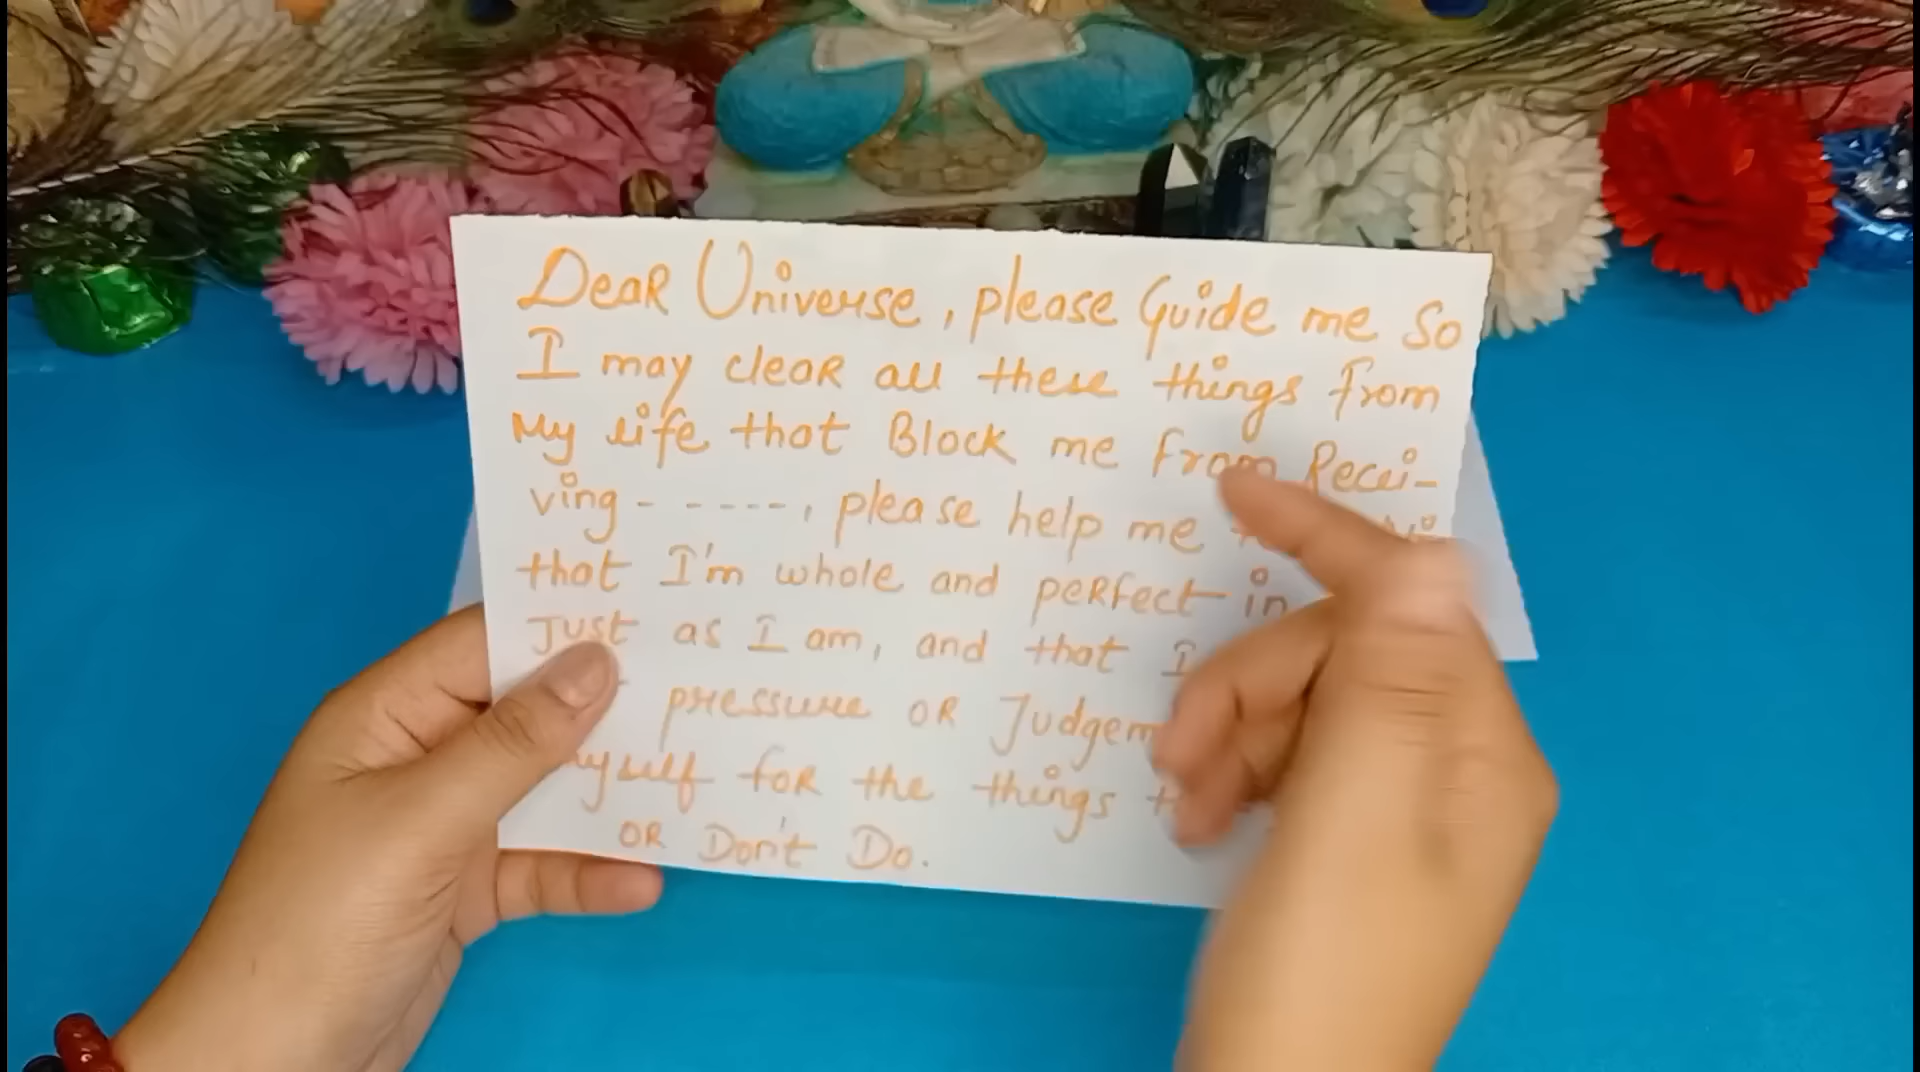 Dear Universe, please Guide me so
I may clear all these things from
My life that Block me from Recei-
ving - ----, please help me
that I'm whole and perfect in
Just as I am, and that I
pressure or Judgem
myself for the things
or Don't Do.